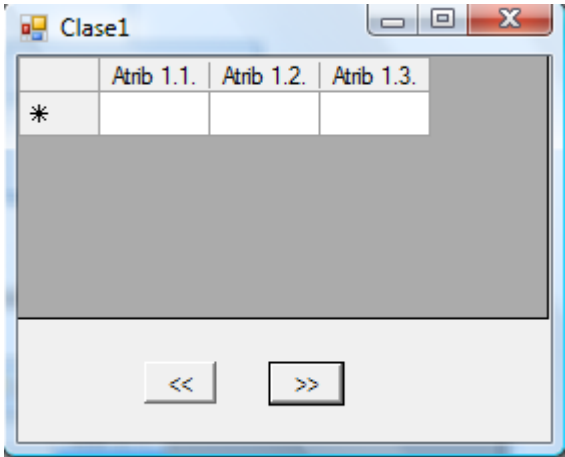 Clase1
Atrib 1.1. Atrib 1.2. Atrib 1.3.
*
<< >>